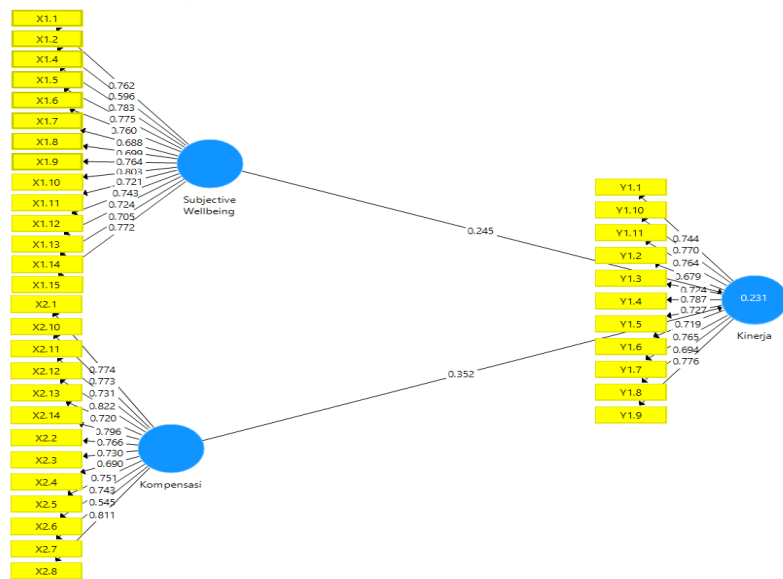 X1.1
X1.2
X1.4
X1.5
X1.6
X1.7
X1.8
X1.9
X1.10
X1.11
X1.12
X1.13
X1.14
X1.15
0.762
0.596
0.783
0.775
0.760
0.688
0.699
0.764
0.803
0.721
0.743
0.724
0.705
0.772
Subjective
Wellbeing
0.245
X2.1
X2.10
X2.11
X2.12
X2.13
X2.14
X2.2
X2.3
X2.4
X2.5
X2.6
X2.7
X2.8
0.774
0.773
0.731
0.822
0.720
0.796
0.766
0.730
0.690
0.751
0.743
0.545
0.811
Kompensasi
0.352
Y1.1
Y1.10
Y1.11
Y1.2
Y1.3
Y1.4
Y1.5
Y1.6
Y1.7
Y1.8
Y1.9
0.744
0.770
0.764
0.679
0.724
0.787
0.727
0.719
0.765
0.694
0.776
0.231
Kinerja